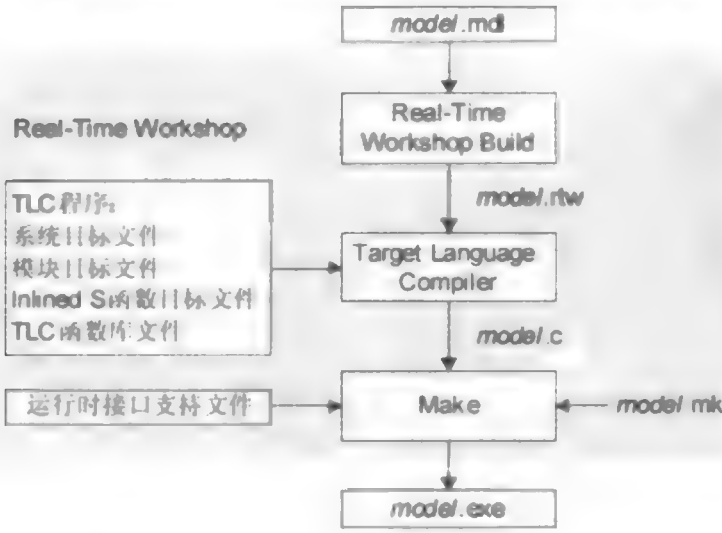 model.mdl
Real-Time
Workshop Build
Real-Time Workshop
model.rtw
TLC程序:
系统目标文件
模块目标文件
Inlined S函数目标文件
TLC函数库文件
Target Language
Compiler
model.c
运行时接口支持文件
Make
model.mk
model.exe